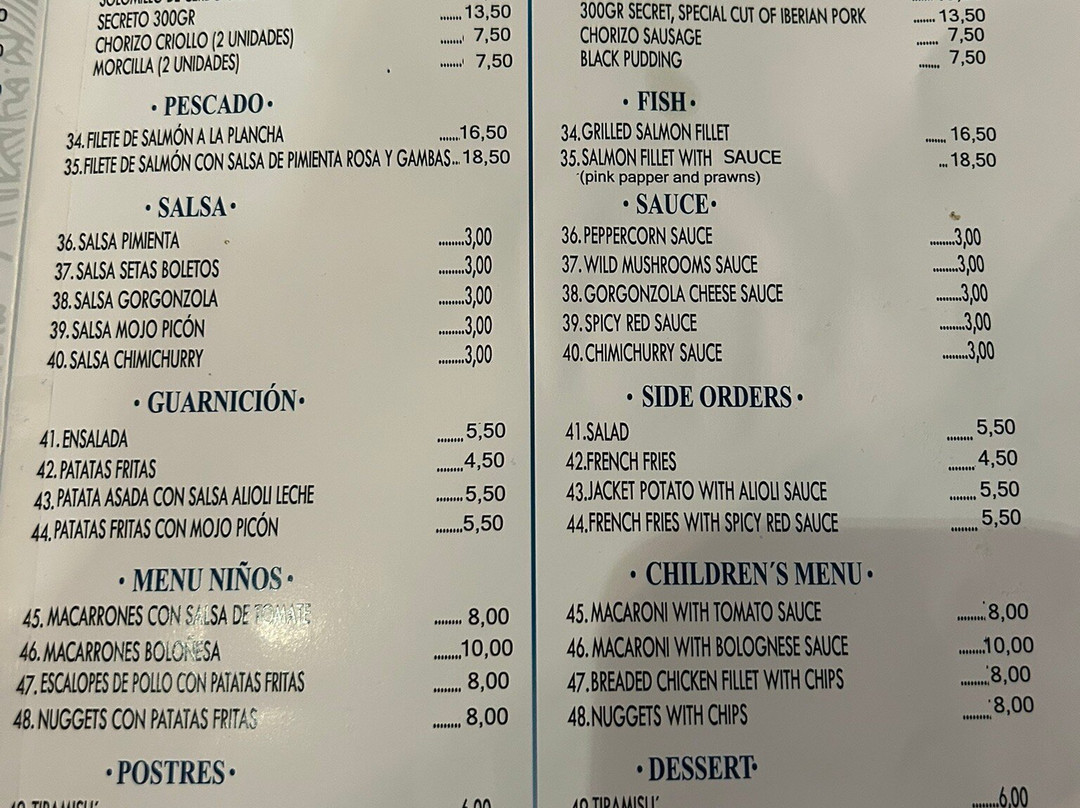 SECRETO 300GR ....... 13,50
CHORIZO CRIOLLO (2 UNIDADES) ....... 7,50
MORCILLA (2 UNIDADES) ....... 7,50
· PESCADO ·
34. FILETE DE SALMÓN A LA PLANCHA ......16,50
35. FILETE DE SALMÓN CON SALSA DE PIMIENTA ROSA Y GAMBAS... 18,50
· SALSA ·
36. SALSA PIMIENTA ........3,00
37. SALSA SETAS BOLETOS ........3,00
38. SALSA GORGONZOLA ........3,00
39. SALSA MOJO PICÓN ........3,00
40. SALSA CHIMICHURRY ........3,00
· GUARNICIÓN ·
41. ENSALADA ........ 5,50
42. PATATAS FRITAS ........ 4,50
43. PATATA ASADA CON SALSA ALIOLI LECHE ........ 5,50
44. PATATAS FRITAS CON MOJO PICÓN ........ 5,50
· MENU NIÑOS ·
45. MACARRONES CON SALSA DE TOMATE ........ 8,00
46. MACARRONES BOLOÑESA ........10,00
47. ESCALOPES DE POLLO CON PATATAS FRITAS ........ 8,00
48. NUGGETS CON PATATAS FRITAS ........ 8,00
· POSTRES ·
49. TIRAMISU´ 6,00
300GR SECRET, SPECIAL CUT OF IBERIAN PORK ....... 13,50
CHORIZO SAUSAGE ....... 7,50
BLACK PUDDING ....... 7,50
· FISH ·
34. GRILLED SALMON FILLET ....... 16,50
35. SALMON FILLET WITH SAUCE ... 18,50
(pink papper and prawns)
· SAUCE ·
36. PEPPERCORN SAUCE ........3,00
37. WILD MUSHROOMS SAUCE ........3,00
38. GORGONZOLA CHEESE SAUCE ........3,00
39. SPICY RED SAUCE ........3,00
40. CHIMICHURRY SAUCE ........3,00
· SIDE ORDERS ·
41. SALAD ........ 5,50
42. FRENCH FRIES ........ 4,50
43. JACKET POTATO WITH ALIOLI SAUCE ........ 5,50
44. FRENCH FRIES WITH SPICY RED SAUCE ........ 5,50
· CHILDREN´S MENU ·
45. MACARONI WITH TOMATO SAUCE ........8,00
46. MACARONI WITH BOLOGNESE SAUCE ........10,00
47. BREADED CHICKEN FILLET WITH CHIPS ........8,00
48. NUGGETS WITH CHIPS ........8,00
· DESSERT ·
49. TIRAMISU´ ........6,00